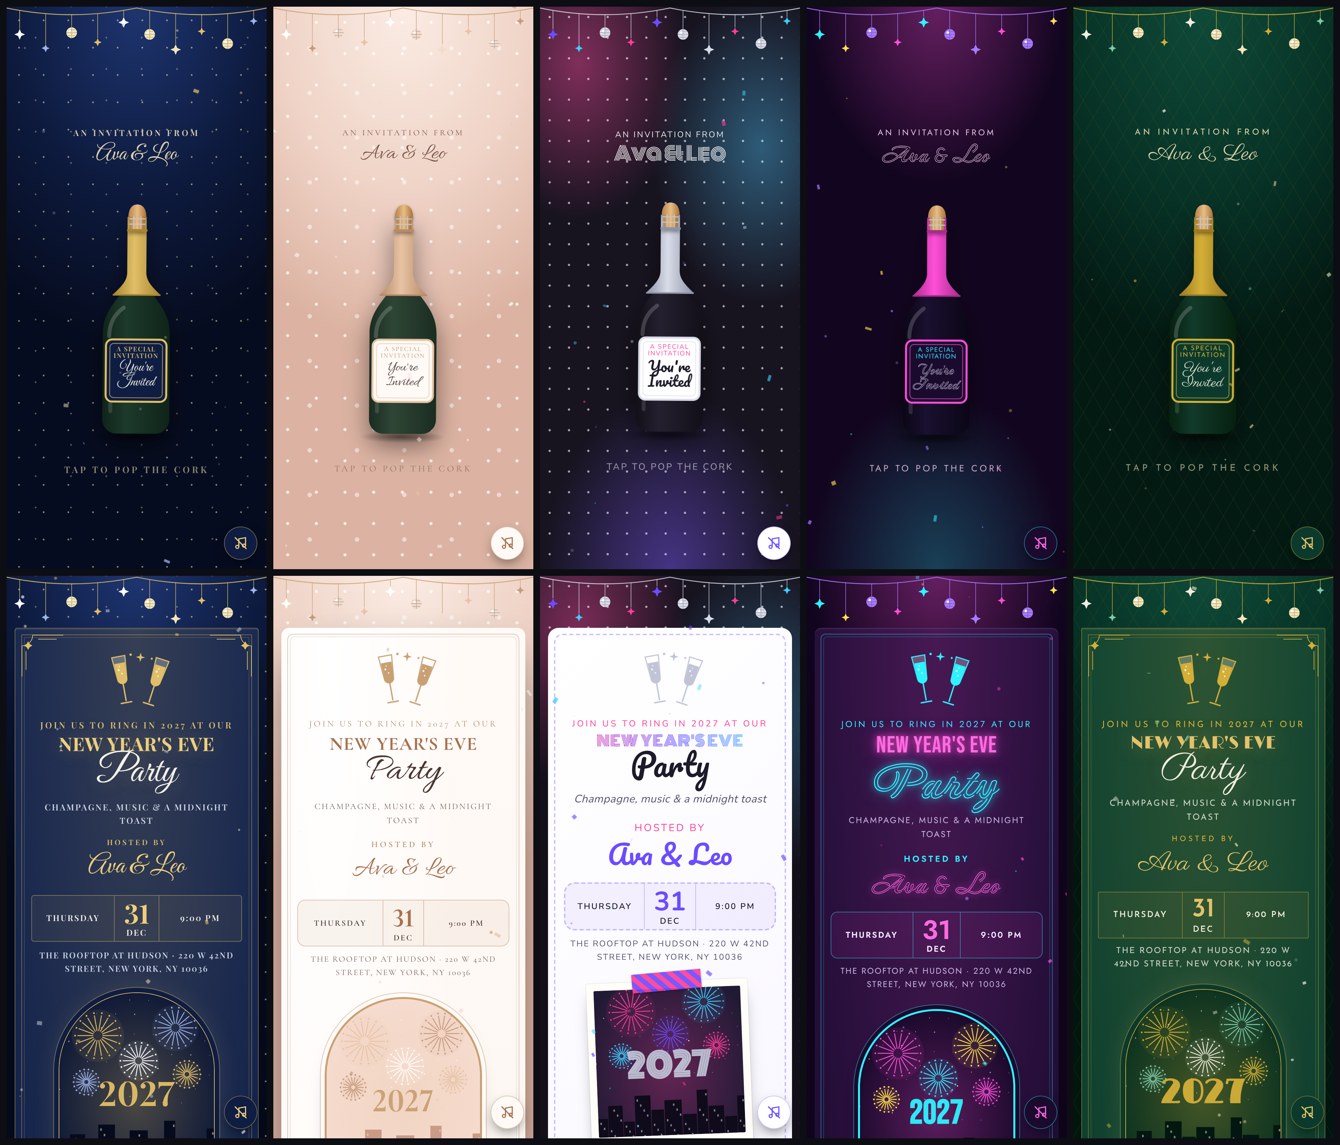 AN INVITATION FROM
Ava & Leo
A SPECIAL
INVITATION
You're
Invited
TAP TO POP THE CORK
AN INVITATION FROM
Ava & Leo
A SPECIAL
INVITATION
You're
Invited
TAP TO POP THE CORK
AN INVITATION FROM
Ava & Leo
A SPECIAL
INVITATION
You're
Invited
TAP TO POP THE CORK
AN INVITATION FROM
Ava & Leo
A SPECIAL
INVITATION
You're
Invited
TAP TO POP THE CORK
AN INVITATION FROM
Ava & Leo
A SPECIAL
INVITATION
You're
Invited
TAP TO POP THE CORK
JOIN US TO RING IN 2027 AT OUR
NEW YEAR'S EVE
Party
CHAMPAGNE, MUSIC & A MIDNIGHT
TOAST
HOSTED BY
Ava & Leo
THURSDAY
31
DEC
9:00 PM
THE ROOFTOP AT HUDSON · 220 W 42ND
STREET, NEW YORK, NY 10036
2027
JOIN US TO RING IN 2027 AT OUR
NEW YEAR'S EVE
Party
CHAMPAGNE, MUSIC & A MIDNIGHT
TOAST
HOSTED BY
Ava & Leo
THURSDAY
31
DEC
9:00 PM
THE ROOFTOP AT HUDSON · 220 W 42ND
STREET, NEW YORK, NY 10036
2027
JOIN US TO RING IN 2027 AT OUR
NEW YEAR'S EVE
Party
Champagne, music & a midnight toast
HOSTED BY
Ava & Leo
THURSDAY
31
DEC
9:00 PM
THE ROOFTOP AT HUDSON · 220 W 42ND
STREET, NEW YORK, NY 10036
2027
JOIN US TO RING IN 2027 AT OUR
NEW YEAR'S EVE
Party
CHAMPAGNE, MUSIC & A MIDNIGHT
TOAST
HOSTED BY
Ava & Leo
THURSDAY
31
DEC
9:00 PM
THE ROOFTOP AT HUDSON · 220 W 42ND
STREET, NEW YORK, NY 10036
2027
JOIN US TO RING IN 2027 AT OUR
NEW YEAR'S EVE
Party
CHAMPAGNE, MUSIC & A MIDNIGHT
TOAST
HOSTED BY
Ava & Leo
THURSDAY
31
DEC
9:00 PM
THE ROOFTOP AT HUDSON · 220 W
42ND STREET, NEW YORK, NY 10036
2027